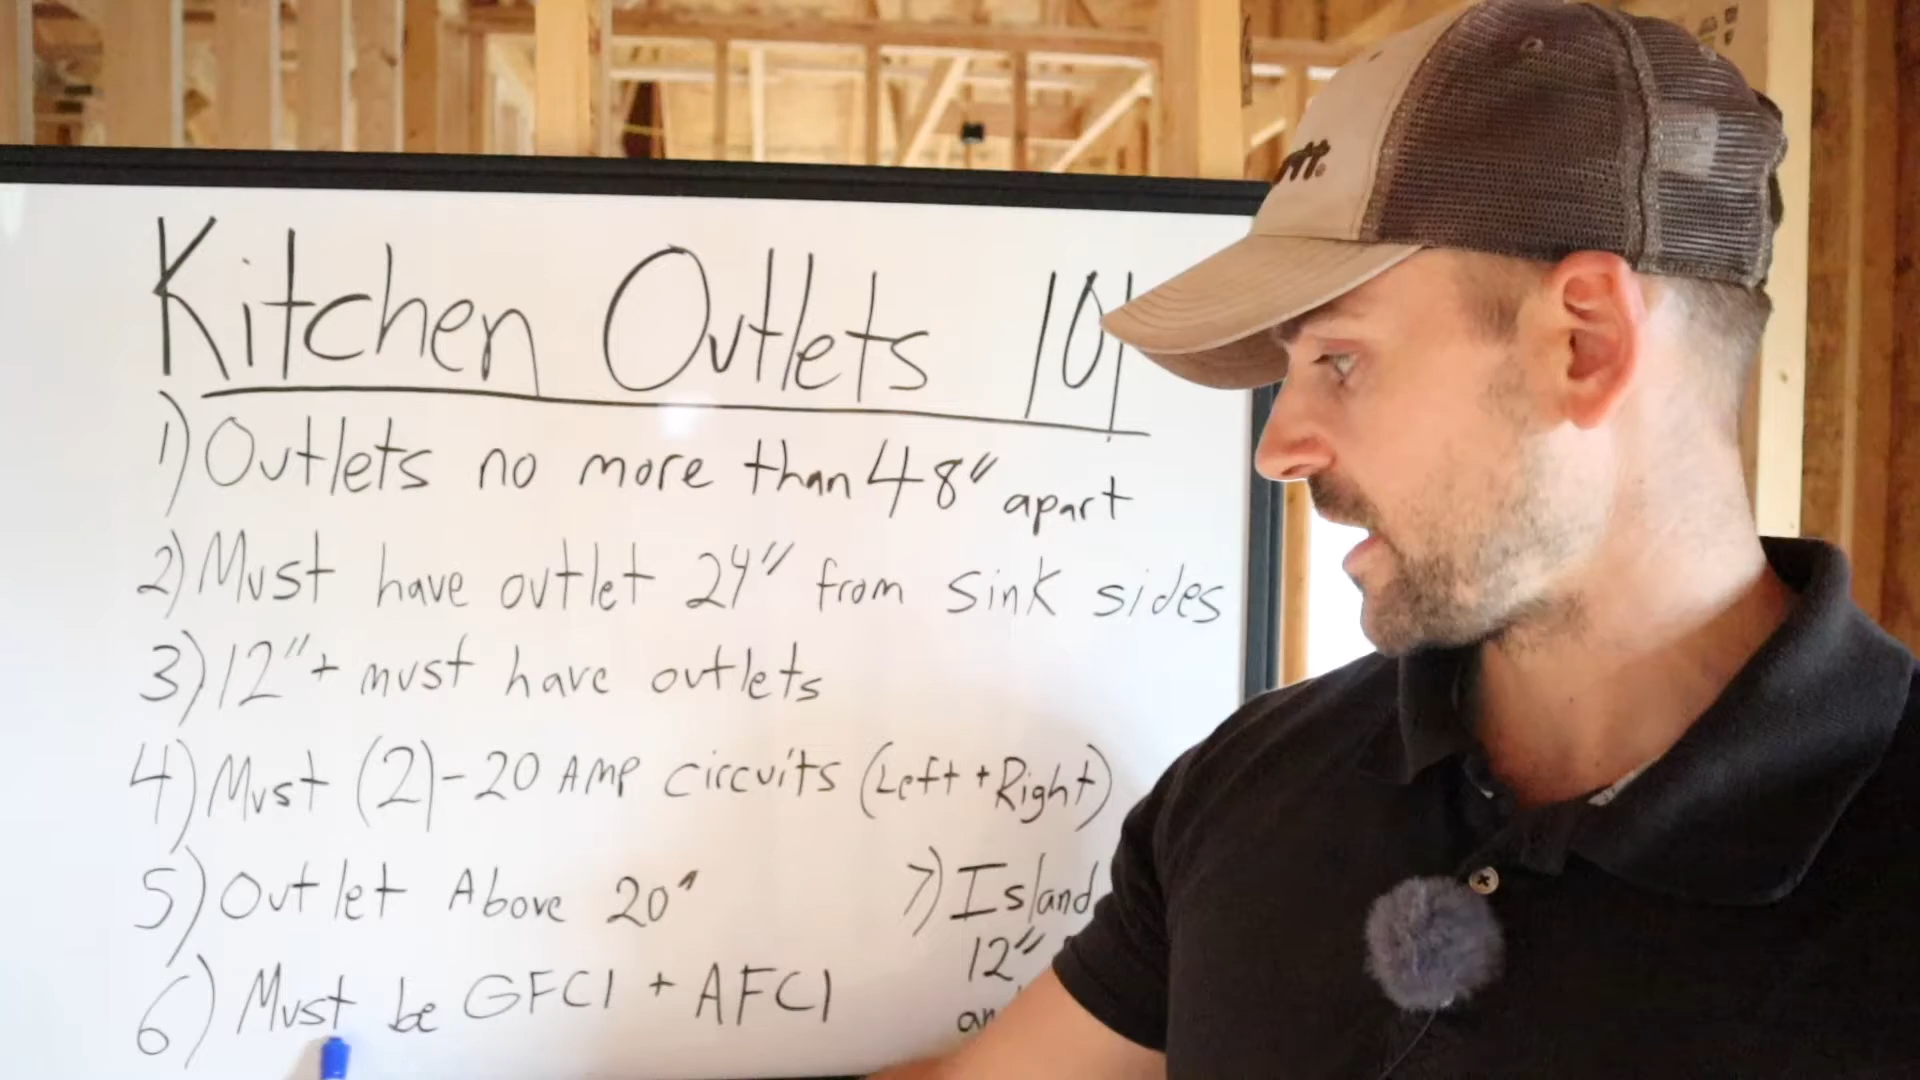 Kitchen Outlets 101
1) Outlets no more than 48" apart
2) Must have outlet 24" from sink sides
3) 12"+ must have outlets
4) Must (2)-20 AMP circuits (Left + Right)
5) Outlet Above 20"
6) Must be GFCI + AFCI
7) Island
12"